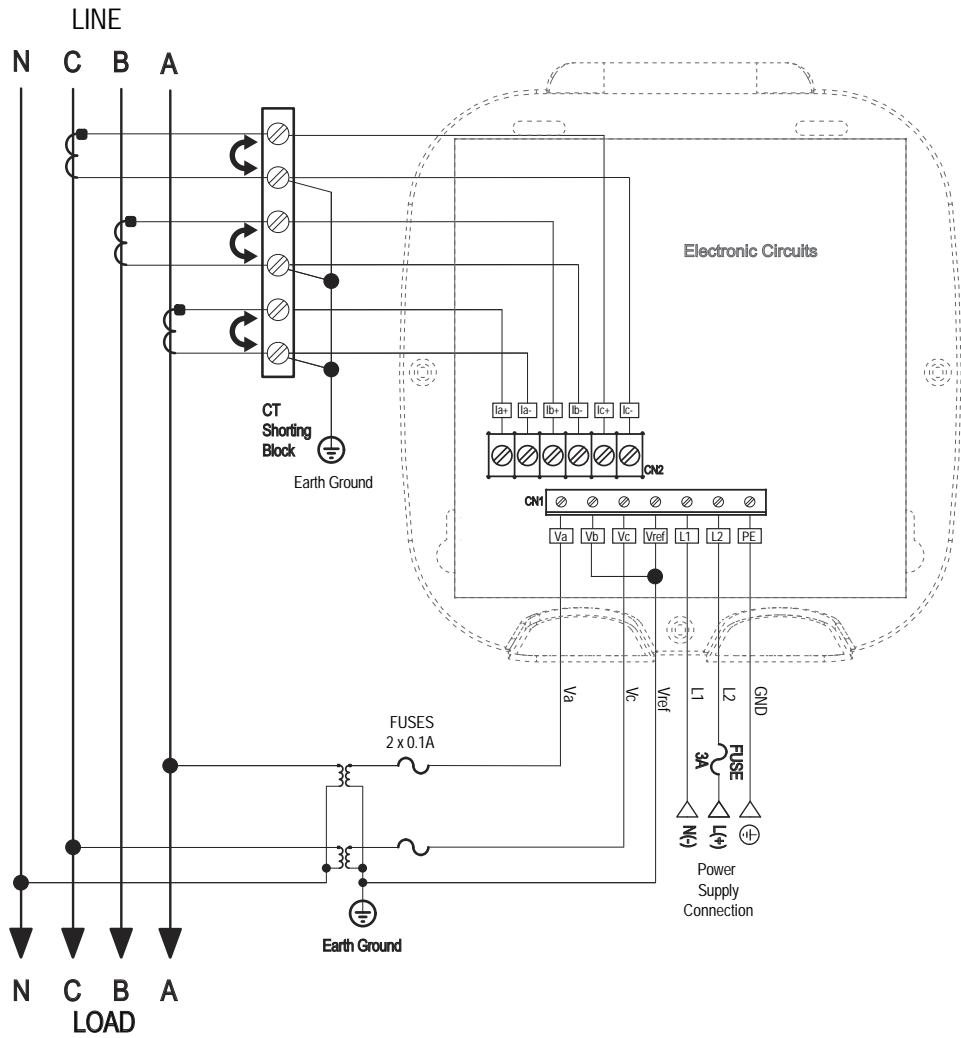 LINE
N C B A
Electronic Circuits
CT
Shorting
Block
Earth Ground
Ia+ Ia- Ib+ Ib- Ic+ Ic-
CN2
CN1
Va Vb Vc Vref L1 L2 PE
Va Vc Vref L1 L2 GND
FUSES
2 x 0.1A
FUSE
3A
N(-) L(+)
Power
Supply
Connection
Earth Ground
N C B A
LOAD